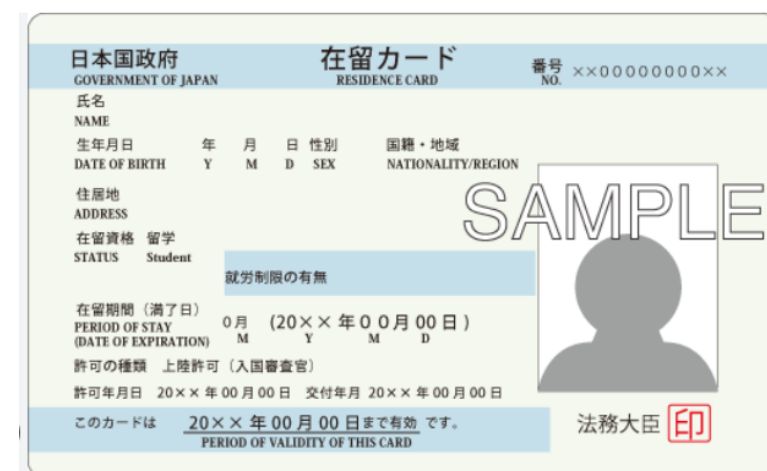 日本国政府 在留カード 番号 ××00000000××
GOVERNMENT OF JAPAN RESIDENCE CARD NO.
氏名
NAME
生年月日 年 月 日 性別 国籍・地域
DATE OF BIRTH Y M D SEX NATIONALITY/REGION
住居地
ADDRESS
SAMPLE
在留資格 留学
STATUS Student
就労制限の有無
在留期間(満了日) 0月 (20××年00月00日)
PERIOD OF STAY M Y M D
(DATE OF EXPIRATION)
許可の種類 上陸許可(入国審査官)
許可年月日 20××年00月00日 交付年月 20××年00月00日
このカードは 20××年00月00日まで有効 です。
PERIOD OF VALIDITY OF THIS CARD
法務大臣 印